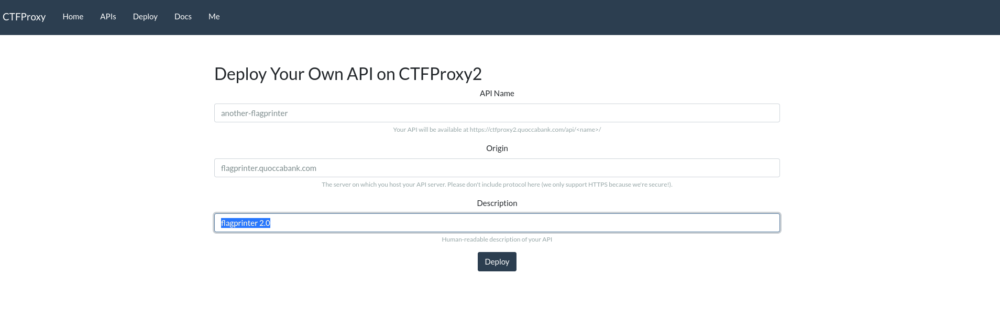 CTFProxy Home APIs Deploy Docs Me
Deploy Your Own API on CTFProxy2
API Name
another-flagprinter
Your API will be available at https://ctfproxy2.quoccabank.com/api/<name>/
Origin
flagprinter.quoccabank.com
The server on which you host your API server. Please don't include protocol here (we only support HTTPS because we're secure!).
Description
flagprinter 2.0
Human-readable description of your API
Deploy